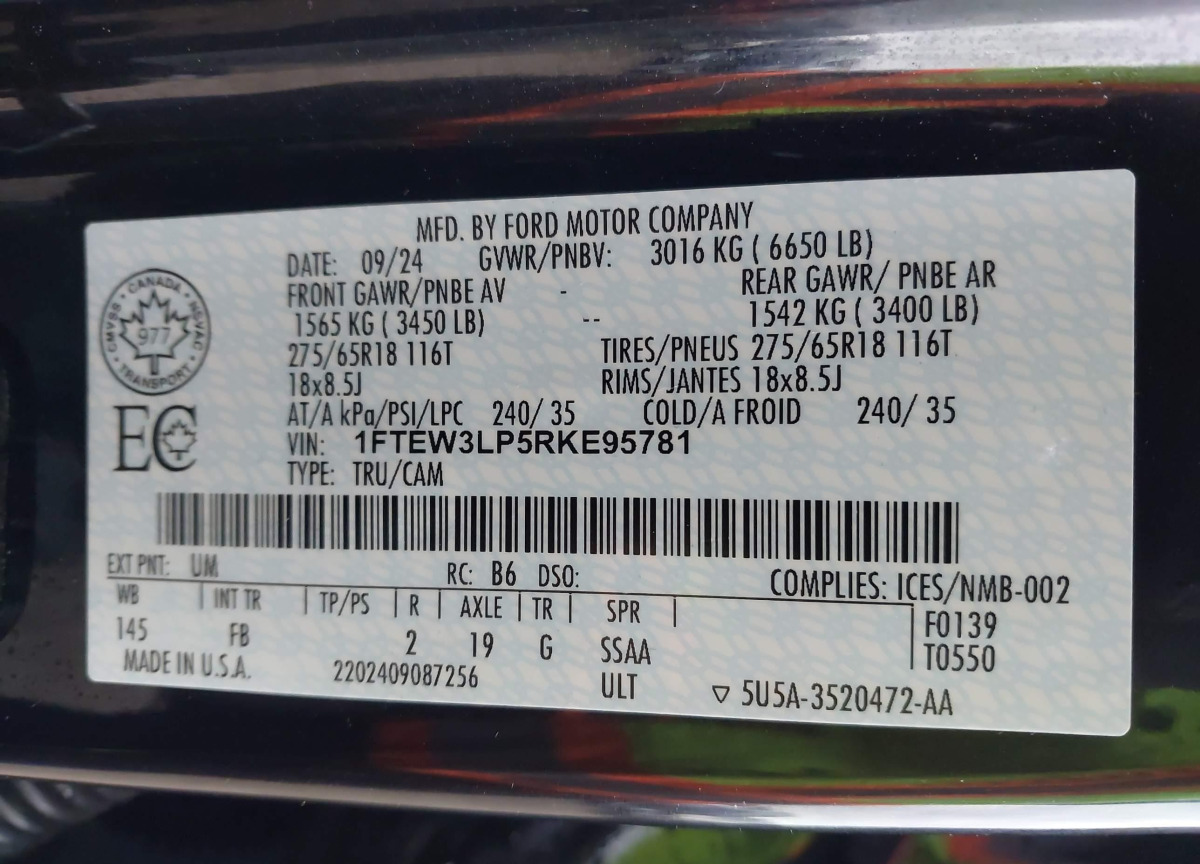 MFD. BY FORD MOTOR COMPANY
DATE: 09/24 GVWR/PNBV: 3016 KG ( 6650 LB)
FRONT GAWR/PNBE AV - REAR GAWR/ PNBE AR
1565 KG ( 3450 LB) -- 1542 KG ( 3400 LB)
275/65R18 116T TIRES/PNEUS 275/65R18 116T
18x8.5J RIMS/JANTES 18x8.5J
AT/A kPa/PSI/LPC 240/ 35 COLD/A FROID 240/ 35
VIN: 1FTEW3LP5RKE95781
TYPE: TRU/CAM
CANADA
CMVSS 977 NSVAC
TRANSPORT
EC
EXT PNT: UM RC: B6 DSO: COMPLIES: ICES/NMB-002
WB | INT TR | TP/PS | R | AXLE | TR | SPR | F0139
145 FB 2 19 G SSAA T0550
MADE IN U.S.A. 2202409087256 ULT ▽ 5U5A-3520472-AA